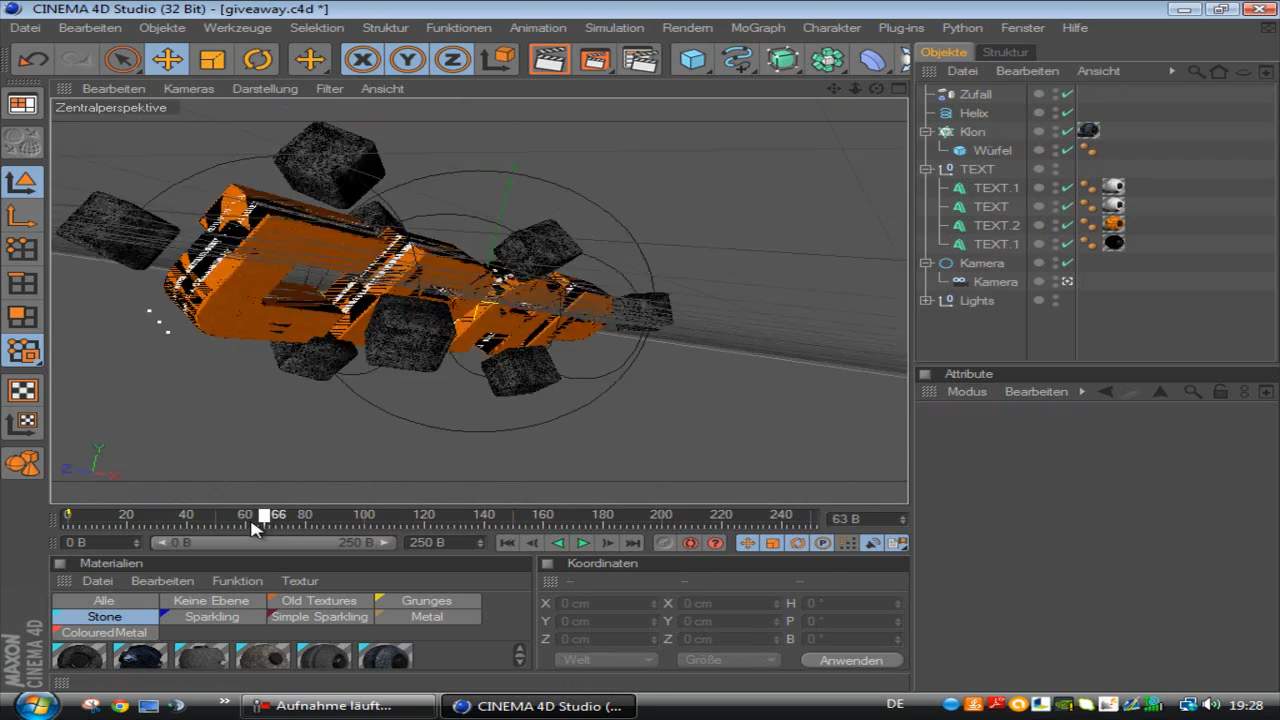 CINEMA 4D Studio (32 Bit) - [giveaway.c4d *]
Datei Bearbeiten Objekte Werkzeuge Selektion Struktur Funktionen Animation Simulation Rendern MoGraph Charakter Plug-ins Python Fenster Hilfe
X Y Z
Objekte Struktur
Datei Bearbeiten Ansicht
Bearbeiten Kameras Darstellung Filter Ansicht
Zentralperspektive
Zufall
Helix
Klon
Würfel
TEXT
TEXT.1
TEXT
TEXT.2
TEXT.1
Kamera
Kamera
Lights
Attribute
Modus Bearbeiten
Y
Z X
0 20 40 60 66 80 100 120 140 160 180 200 220 240 63 B
0 B 0 B 250 B 250 B
Materialien
Datei Bearbeiten Funktion Textur
Alle Keine Ebene Old Textures Grunges
Stone Sparkling Simple Sparkling Metal
ColouredMetal
Koordinaten
-- -- --
X 0 cm X 0 cm H 0 °
Y 0 cm Y 0 cm P 0 °
Z 0 cm Z 0 cm B 0 °
Welt Größe Anwenden
MAXON CINEMA 4D
Aufnahme läuft... CINEMA 4D Studio (... DE 19:28